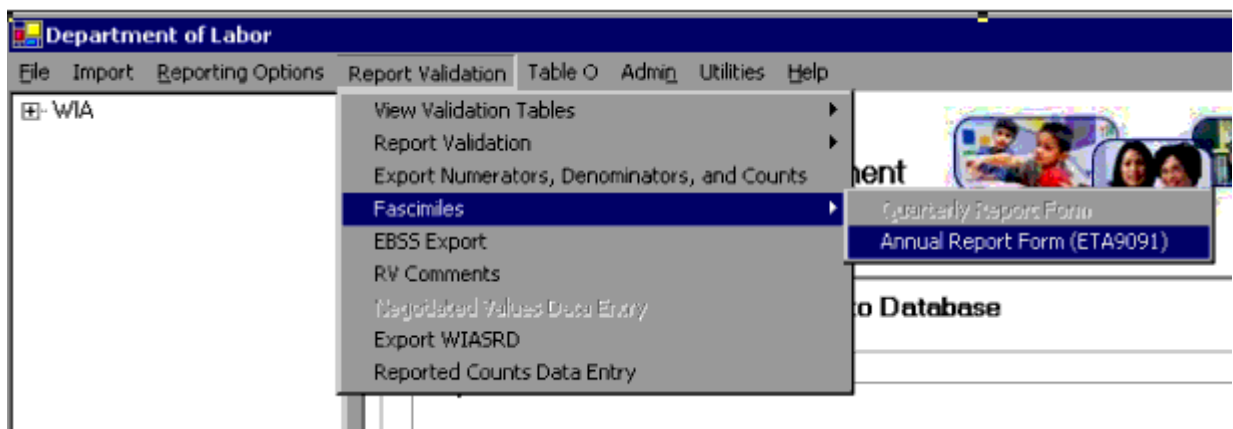 Department of Labor
File Import Reporting Options Report Validation Table O Admin Utilities Help
WIA
View Validation Tables
Report Validation
Export Numerators, Denominators, and Counts
ment
Fascimiles
Quarterly Report Form
EBSS Export
Annual Report Form (ETA9091)
RV Comments
Negotiated Values Data Entry
to Database
Export WIASRD
Reported Counts Data Entry